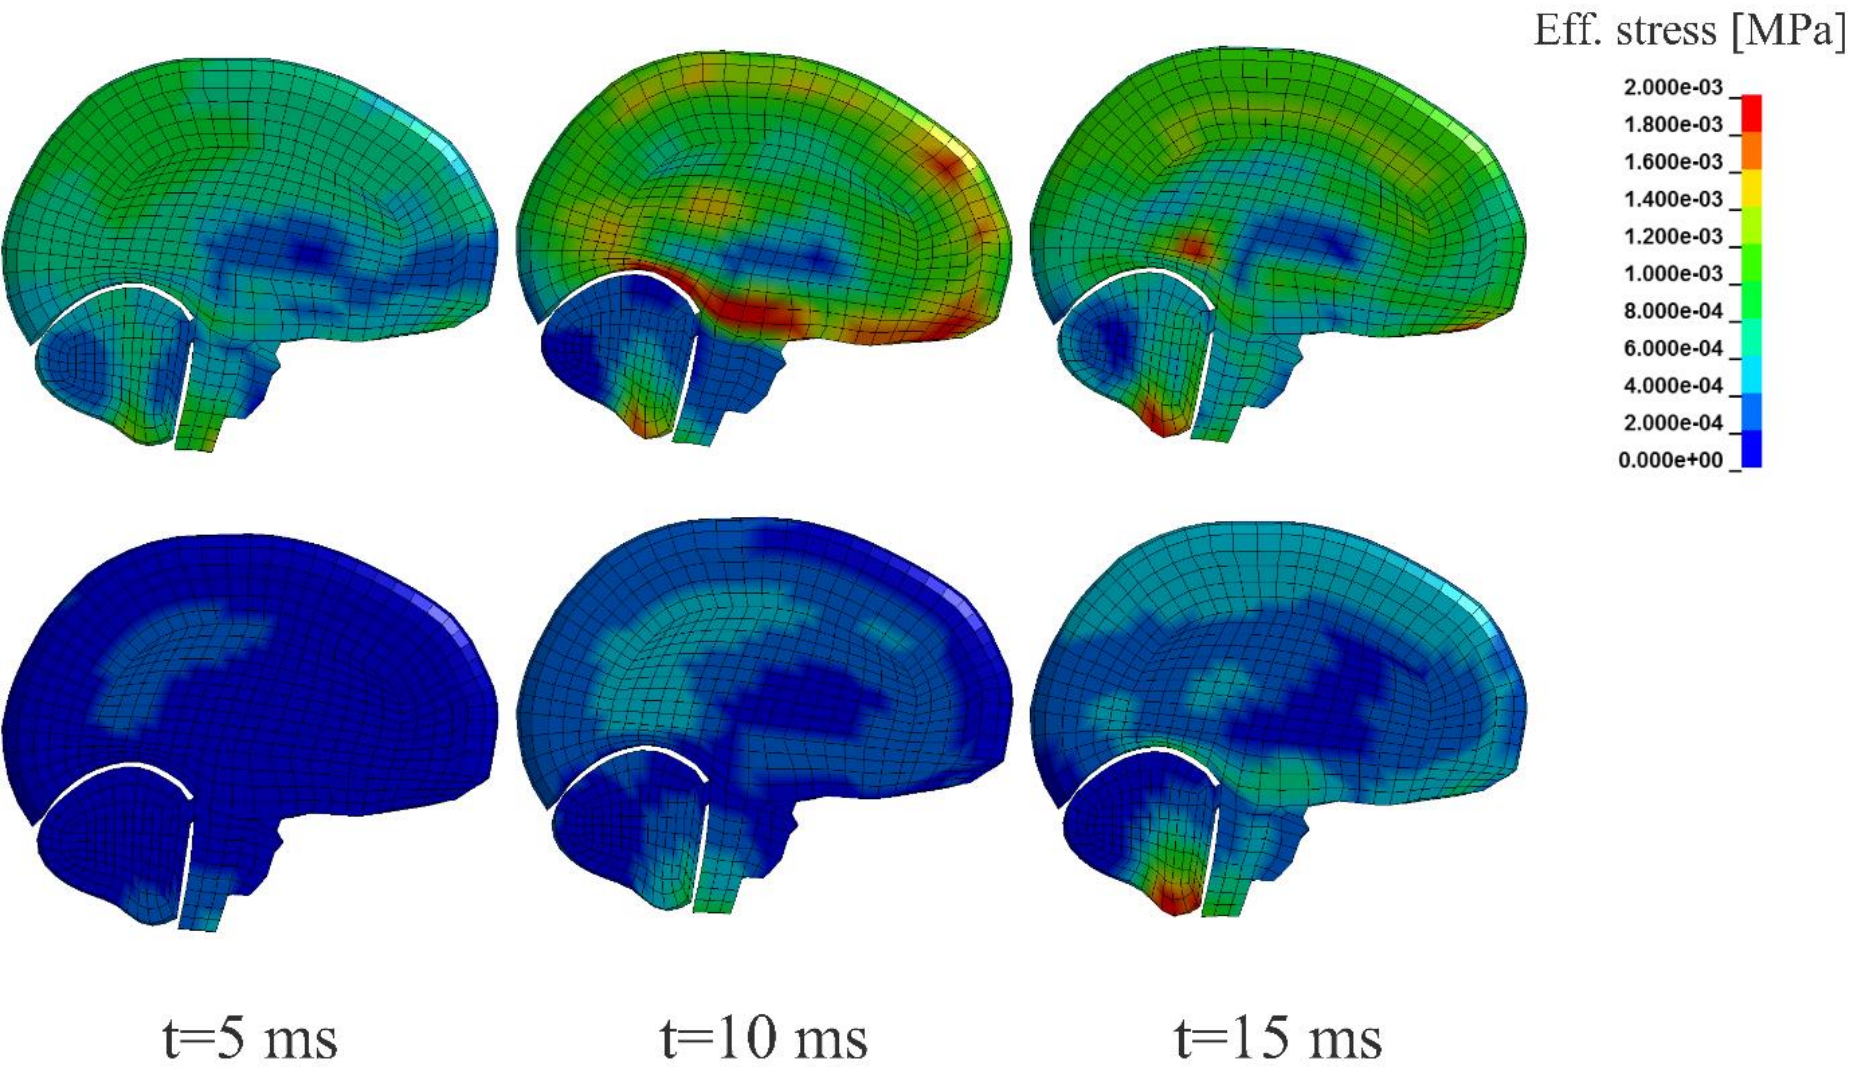 Eff. stress [MPa]
2.000e-03
1.800e-03
1.600e-03
1.400e-03
1.200e-03
1.000e-03
8.000e-04
6.000e-04
4.000e-04
2.000e-04
0.000e+00
t=5 ms
t=10 ms
t=15 ms